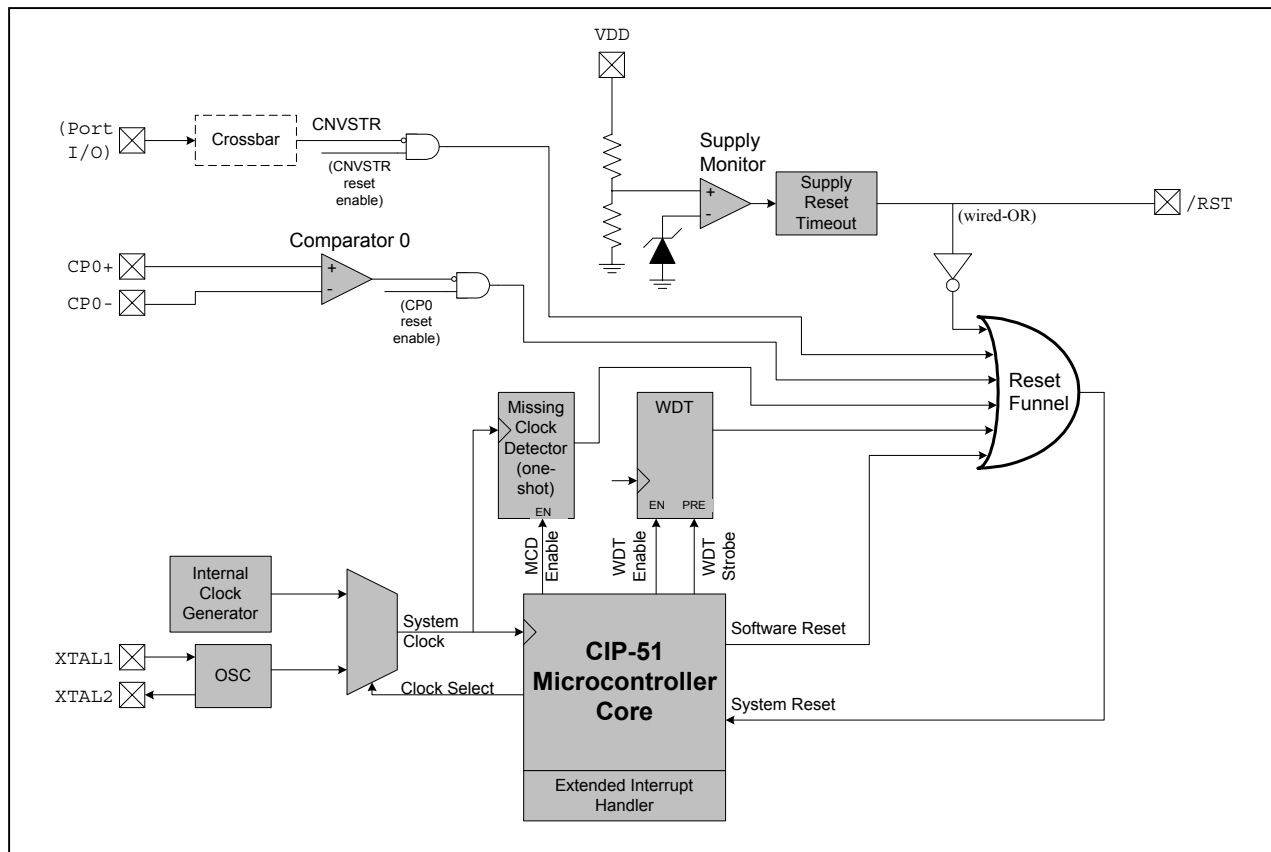 VDD
(Port
I/O)
Crossbar
CNVSTR
(CNVSTR
reset
enable)
Supply
Monitor
+
-
Supply
Reset
Timeout
(wired-OR)
/RST
Comparator 0
CP0+
CP0-
+
-
(CP0
reset
enable)
Reset
Funnel
Missing
Clock
Detector
(one-
shot)
EN
WDT
EN PRE
MCD
Enable
WDT
Enable
WDT
Strobe
Internal
Clock
Generator
System
Clock
XTAL1
XTAL2
OSC
Clock Select
CIP-51
Microcontroller
Core
Software Reset
System Reset
Extended Interrupt
Handler